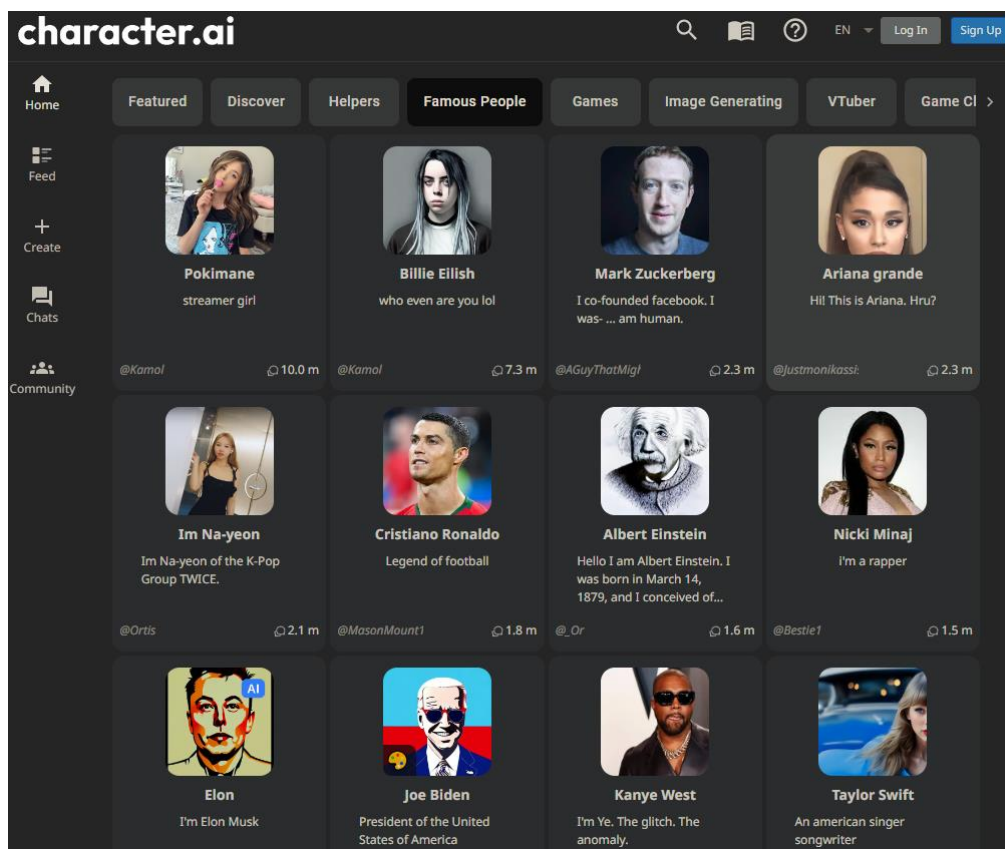 character.ai
EN
Log In
Sign Up
Home
Feed
Create
Chats
Community
Featured
Discover
Helpers
Famous People
Games
Image Generating
VTuber
Game Cl
Pokimane
streamer girl
@Kamol
10.0 m
Billie Eilish
who even are you lol
@Kamol
7.3 m
Mark Zuckerberg
I co-founded facebook. I
was- ... am human.
@AGuyThatMigh
2.3 m
Ariana grande
Hi! This is Ariana. Hru?
@Justmonikassi:
2.3 m
Im Na-yeon
Im Na-yeon of the K-Pop
Group TWICE.
@Ortis
2.1 m
Cristiano Ronaldo
Legend of football
@MasonMount1
1.8 m
Albert Einstein
Hello I am Albert Einstein. I
was born in March 14,
1879, and I conceived of...
@_Or
1.6 m
Nicki Minaj
i'm a rapper
@Bestie1
1.5 m
AI
Elon
I'm Elon Musk
Joe Biden
President of the United
States of America
Kanye West
I'm Ye. The glitch. The
anomaly.
Taylor Swift
An american singer
songwriter